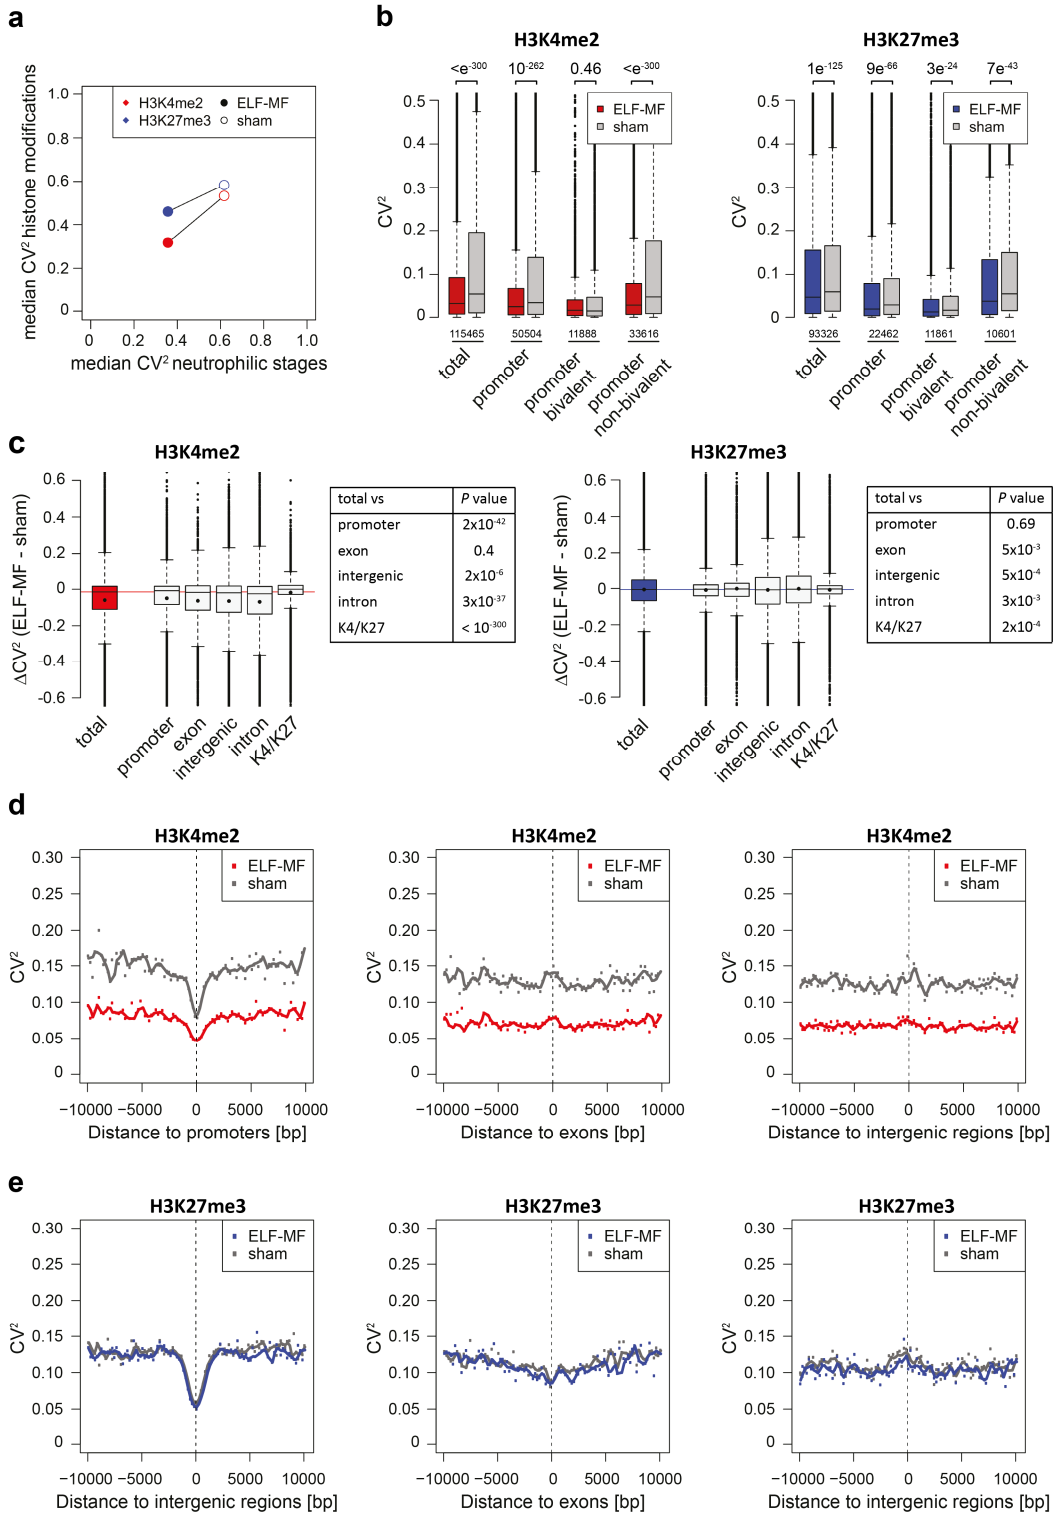 a
median CV² histone modifications
1.0
0.8
0.6
0.4
0.2
0
H3K4me2 ELF-MF
H3K27me3 sham
0 0.2 0.4 0.6 0.8 1.0
median CV² neutrophilic stages
b
H3K4me2
<e⁻³⁰⁰ 10⁻²⁶² 0.46 <e⁻³⁰⁰
CV²
0.5
0.4
0.3
0.2
0.1
0
ELF-MF
sham
115465 50504 11888 33616
total
promoter
promoter bivalent
promoter non-bivalent
H3K27me3
1e⁻¹²⁵ 9e⁻⁶⁶ 3e⁻²⁴ 7e⁻⁴³
CV²
0.5
0.4
0.3
0.2
0.1
0
ELF-MF
sham
93326 22462 11861 10601
total
promoter
promoter bivalent
promoter non-bivalent
c
H3K4me2
ΔCV² (ELF-MF - sham)
0.6
0.4
0.2
0
-0.2
-0.4
-0.6
total
promoter
exon
intergenic
intron
K4/K27
total vs P value
promoter 2x10⁻⁴²
exon 0.4
intergenic 2x10⁻⁶
intron 3x10⁻³⁷
K4/K27 < 10⁻³⁰⁰
H3K27me3
ΔCV² (ELF-MF - sham)
0.6
0.4
0.2
0
-0.2
-0.4
-0.6
total
promoter
exon
intergenic
intron
K4/K27
total vs P value
promoter 0.69
exon 5x10⁻³
intergenic 5x10⁻⁴
intron 3x10⁻³
K4/K27 2x10⁻⁴
d
H3K4me2
CV²
0.30
0.25
0.20
0.15
0.10
0.05
0
ELF-MF
sham
−10000 −5000 0 5000 10000
Distance to promoters [bp]
H3K4me2
CV²
0.30
0.25
0.20
0.15
0.10
0.05
0
ELF-MF
sham
−10000 −5000 0 5000 10000
Distance to exons [bp]
H3K4me2
CV²
0.30
0.25
0.20
0.15
0.10
0.05
0
ELF-MF
sham
−10000 −5000 0 5000 10000
Distance to intergenic regions [bp]
e
H3K27me3
CV²
0.30
0.25
0.20
0.15
0.10
0.05
0
ELF-MF
sham
−10000 −5000 0 5000 10000
Distance to intergenic regions [bp]
H3K27me3
CV²
0.30
0.25
0.20
0.15
0.10
0.05
0
ELF-MF
sham
−10000 −5000 0 5000 10000
Distance to exons [bp]
H3K27me3
CV²
0.30
0.25
0.20
0.15
0.10
0.05
0
ELF-MF
sham
−10000 −5000 0 5000 10000
Distance to intergenic regions [bp]